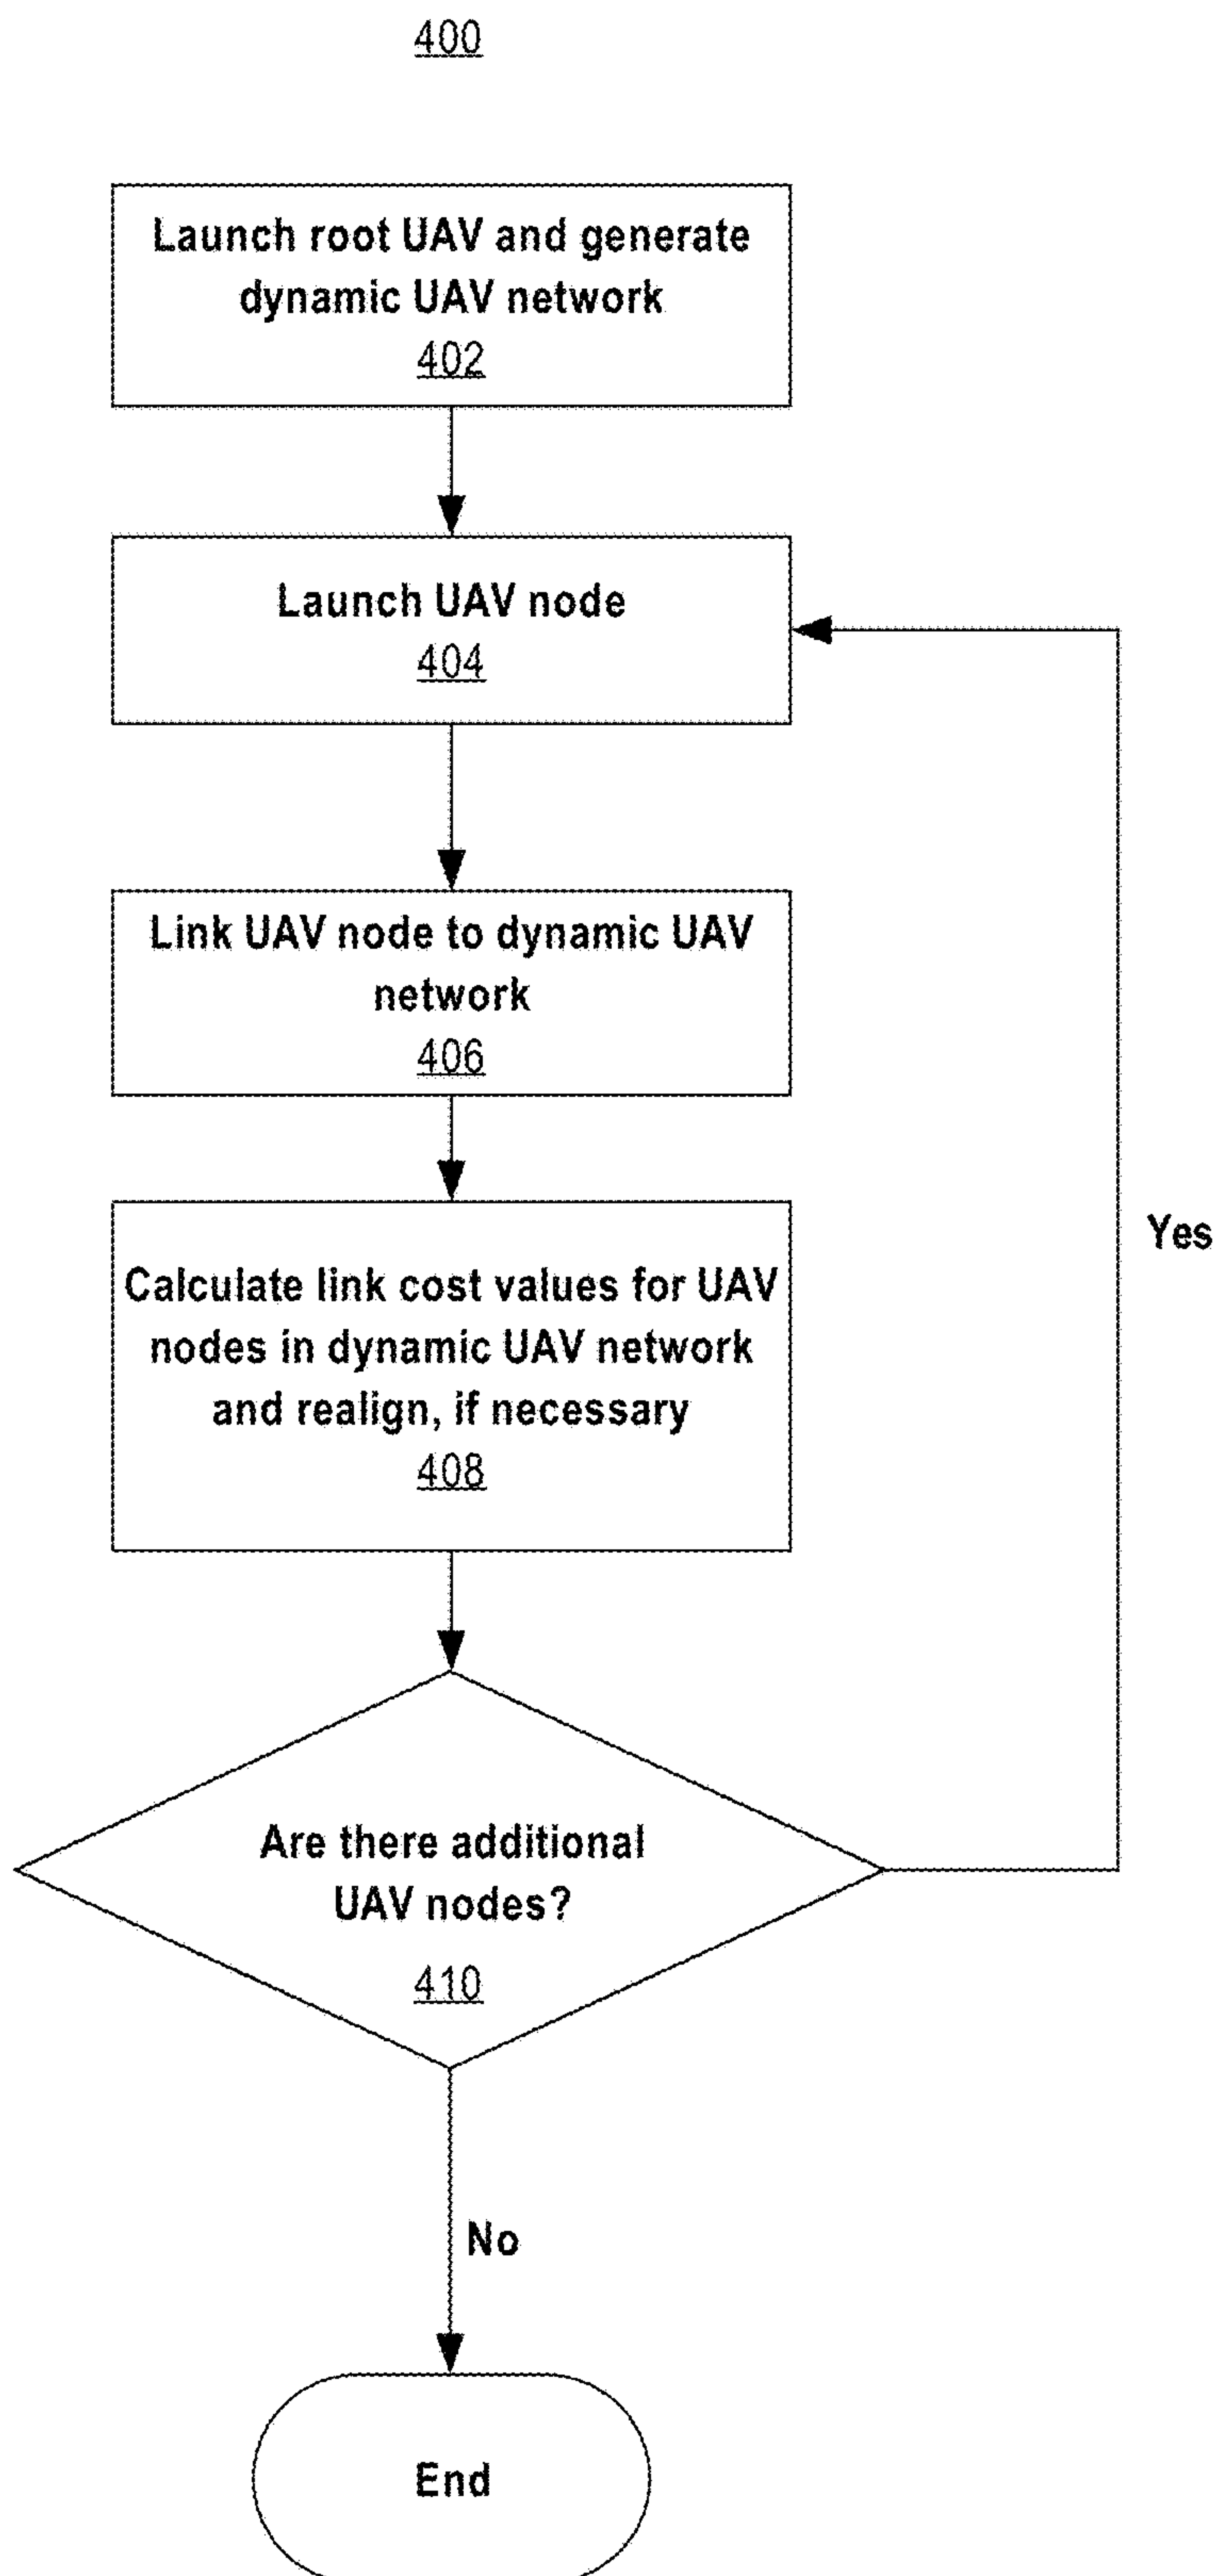 400
Launch root UAV and generate
dynamic UAV network
402
Launch UAV node
404
Link UAV node to dynamic UAV
network
406
Calculate link cost values for UAV
nodes in dynamic UAV network
and realign, if necessary
408
Yes
Are there additional
UAV nodes?
410
No
End